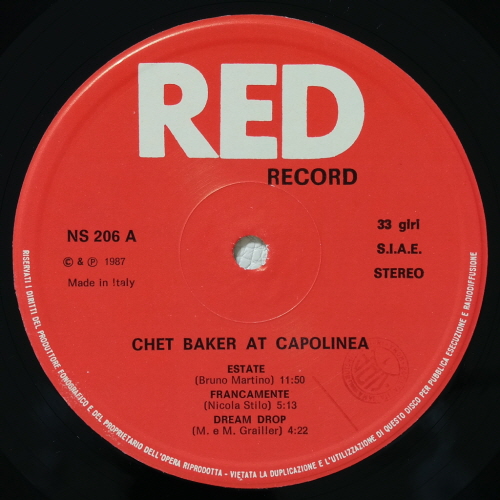 RED
RECORD
NS 206 A
© & ℗ 1987
Made in Italy
33 giri
S.I.A.E.
STEREO
CHET BAKER AT CAPOLINEA
ESTATE
(Bruno Martino) 11:50
FRANCAMENTE
(Nicola Stilo) 5:13
DREAM DROP
(M. e M. Grailler) 4:22
RISERVATI I DIRITTI DEL PRODUTTORE FONOGRAFICO E DEL PROPRIETARIO DELL'OPERA RIPRODOTTA - VIETATA LA DUPLICAZIONE E L'UTILIZZAZIONE DI QUESTO DISCO PER PUBBLICA ESECUZIONE E RADIODIFFUSIONE